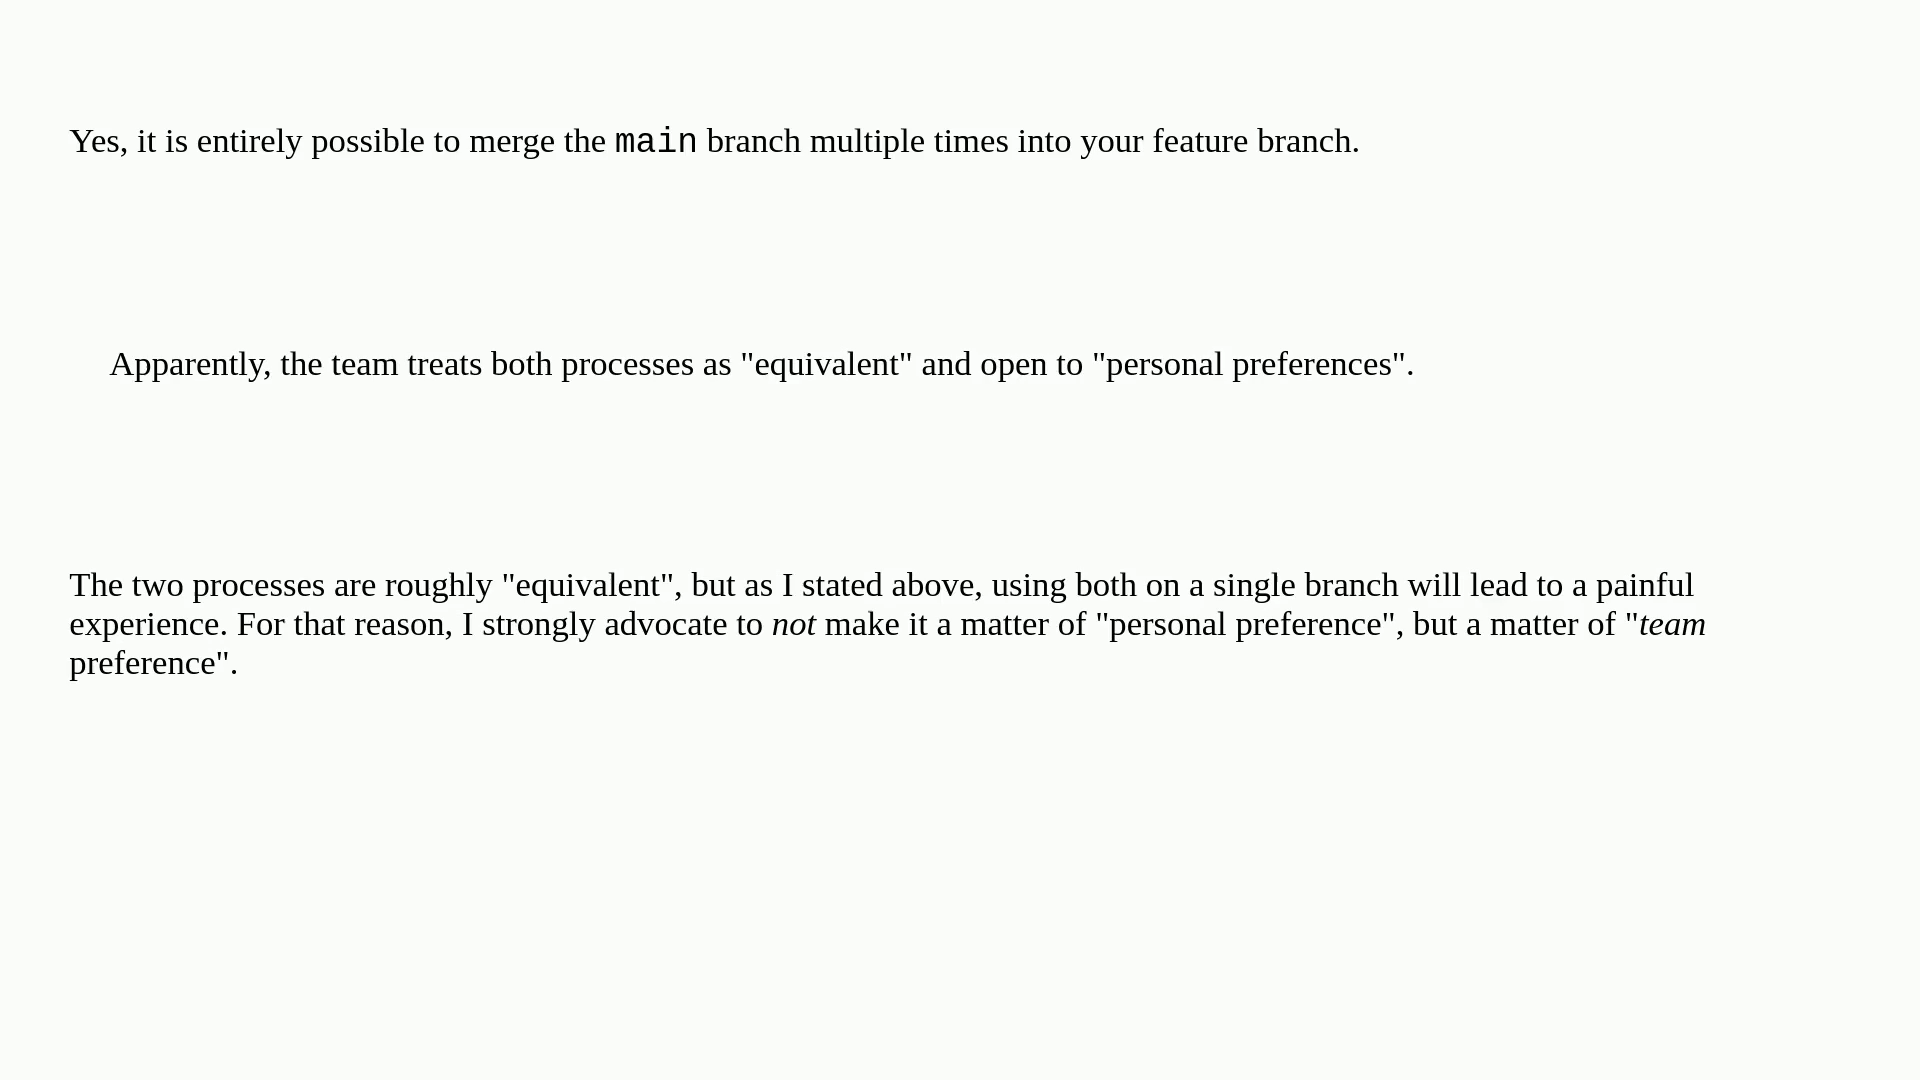 Yes, it is entirely possible to merge the main branch multiple times into your feature branch.
Apparently, the team treats both processes as "equivalent" and open to "personal preferences".
The two processes are roughly "equivalent", but as I stated above, using both on a single branch will lead to a painful
experience. For that reason, I strongly advocate to not make it a matter of "personal preference", but a matter of "team
preference".